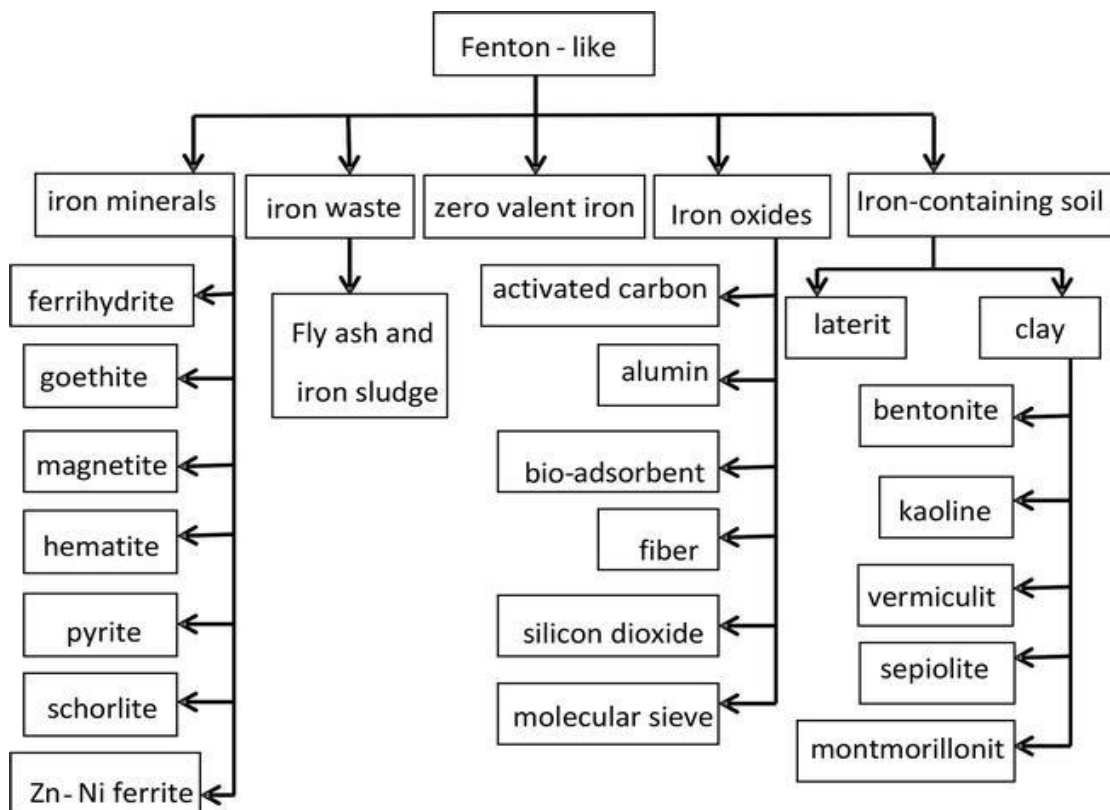 Fenton - like
iron minerals
iron waste
zero valent iron
Iron oxides
Iron-containing soil
ferrihydrite
goethite
magnetite
hematite
pyrite
schorlite
Zn- Ni ferrite
Fly ash and
iron sludge
activated carbon
alumin
bio-adsorbent
fiber
silicon dioxide
molecular sieve
laterit
clay
bentonite
kaoline
vermiculit
sepiolite
montmorillonit